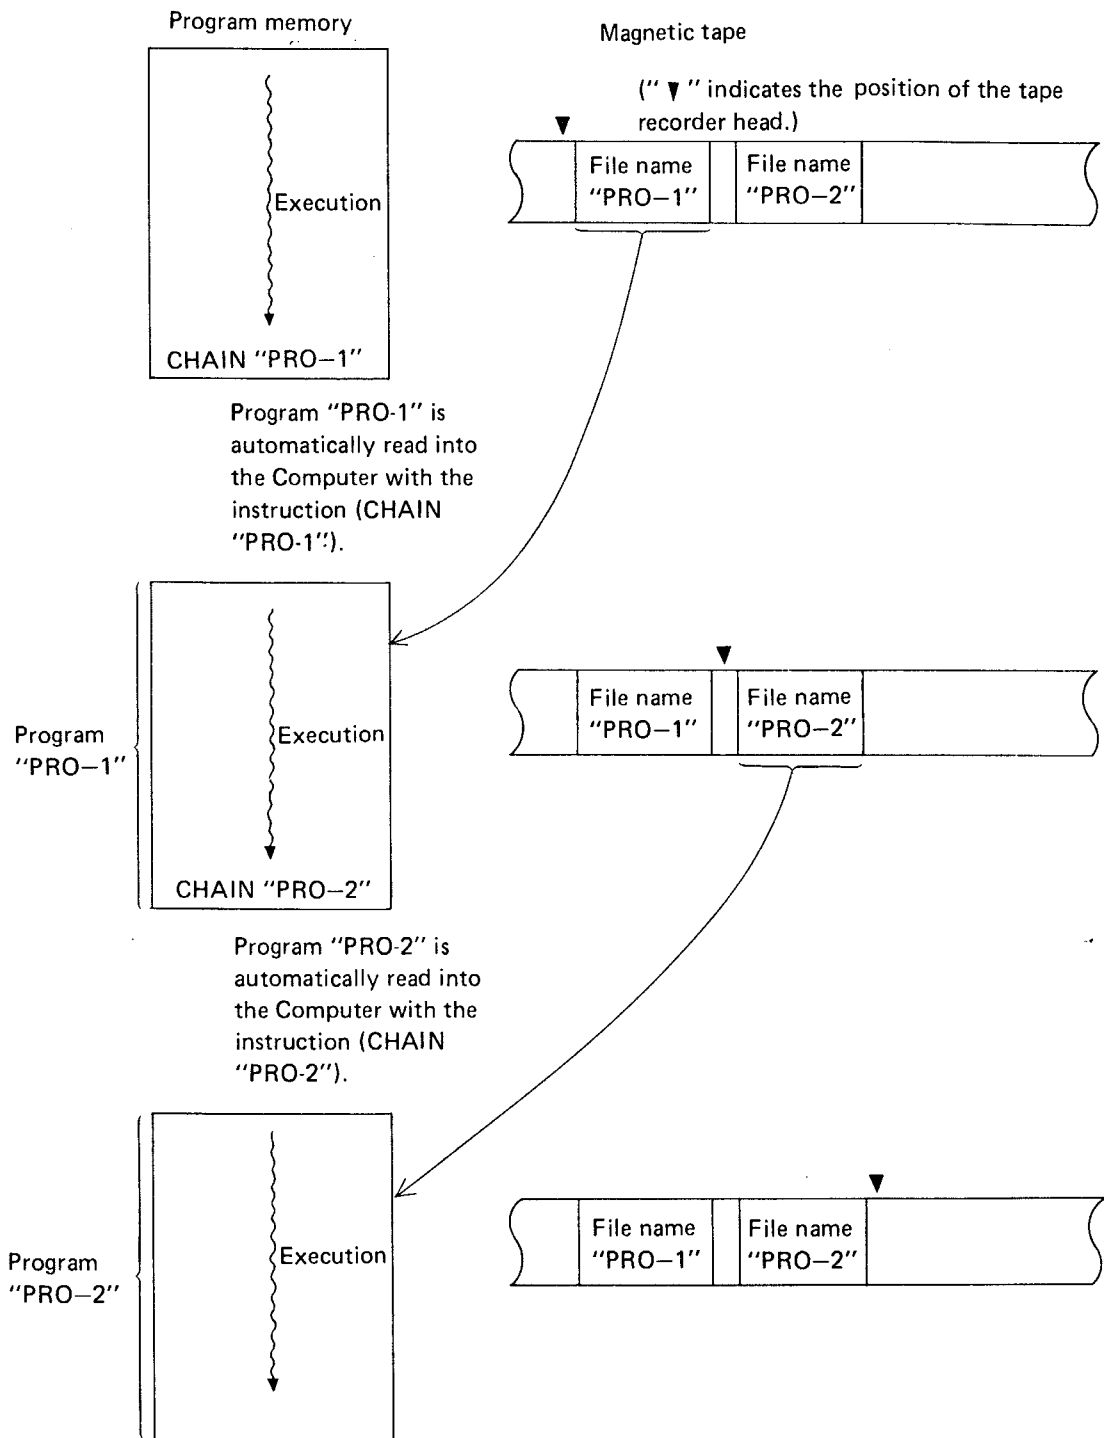 Program memory
Magnetic tape
(" ▼ " indicates the position of the tape
recorder head.)
File name
"PRO–1"
File name
"PRO–2"
Execution
CHAIN "PRO–1"
Program "PRO-1" is
automatically read into
the Computer with the
instruction (CHAIN
"PRO-1").
Program
"PRO–1"
Execution
CHAIN "PRO–2"
File name
"PRO–1"
File name
"PRO–2"
Program "PRO-2" is
automatically read into
the Computer with the
instruction (CHAIN
"PRO-2").
Program
"PRO–2"
Execution
File name
"PRO–1"
File name
"PRO–2"